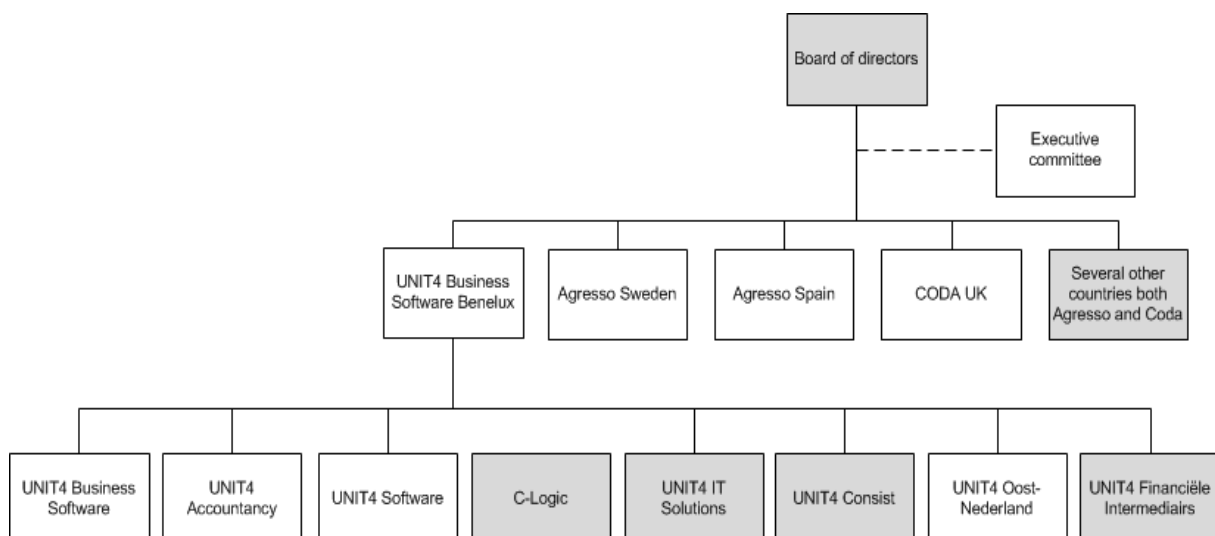 Board of directors
Executive
committee
UNIT4 Business
Software Benelux
Agresso Sweden
Agresso Spain
CODA UK
Several other
countries both
Agresso and Coda
UNIT4 Business
Software
UNIT4
Accountancy
UNIT4 Software
C-Logic
UNIT4 IT
Solutions
UNIT4 Consist
UNIT4 Oost-
Nederland
UNIT4 Financiële
Intermediairs